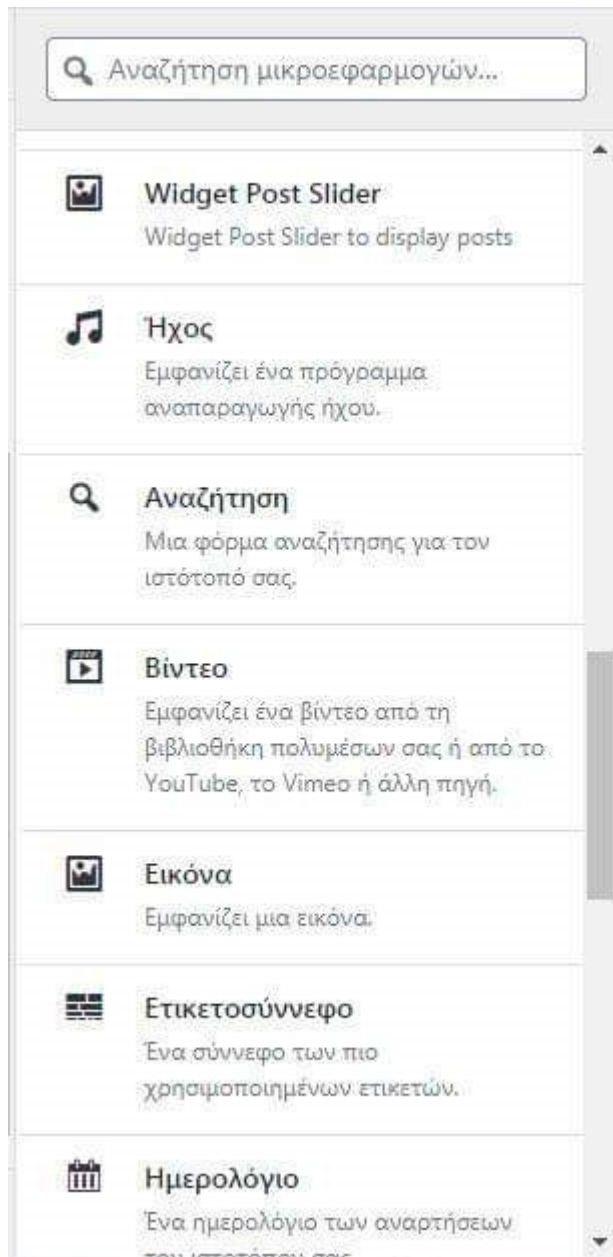 Αναζήτηση μικροεφαρμογών...
Widget Post Slider
Widget Post Slider to display posts
Ήχος
Εμφανίζει ένα πρόγραμμα
αναπαραγωγής ήχου.
Αναζήτηση
Μια φόρμα αναζήτησης για τον
ιστότοπό σας.
Βίντεο
Εμφανίζει ένα βίντεο από τη
βιβλιοθήκη πολυμέσων σας ή από το
YouTube, το Vimeo ή άλλη πηγή.
Εικόνα
Εμφανίζει μια εικόνα.
Ετικετοσύννεφο
Ένα σύννεφο των πιο
χρησιμοποιημένων ετικετών.
Ημερολόγιο
Ένα ημερολόγιο των αναρτήσεων
του ιστοτόπου σας.